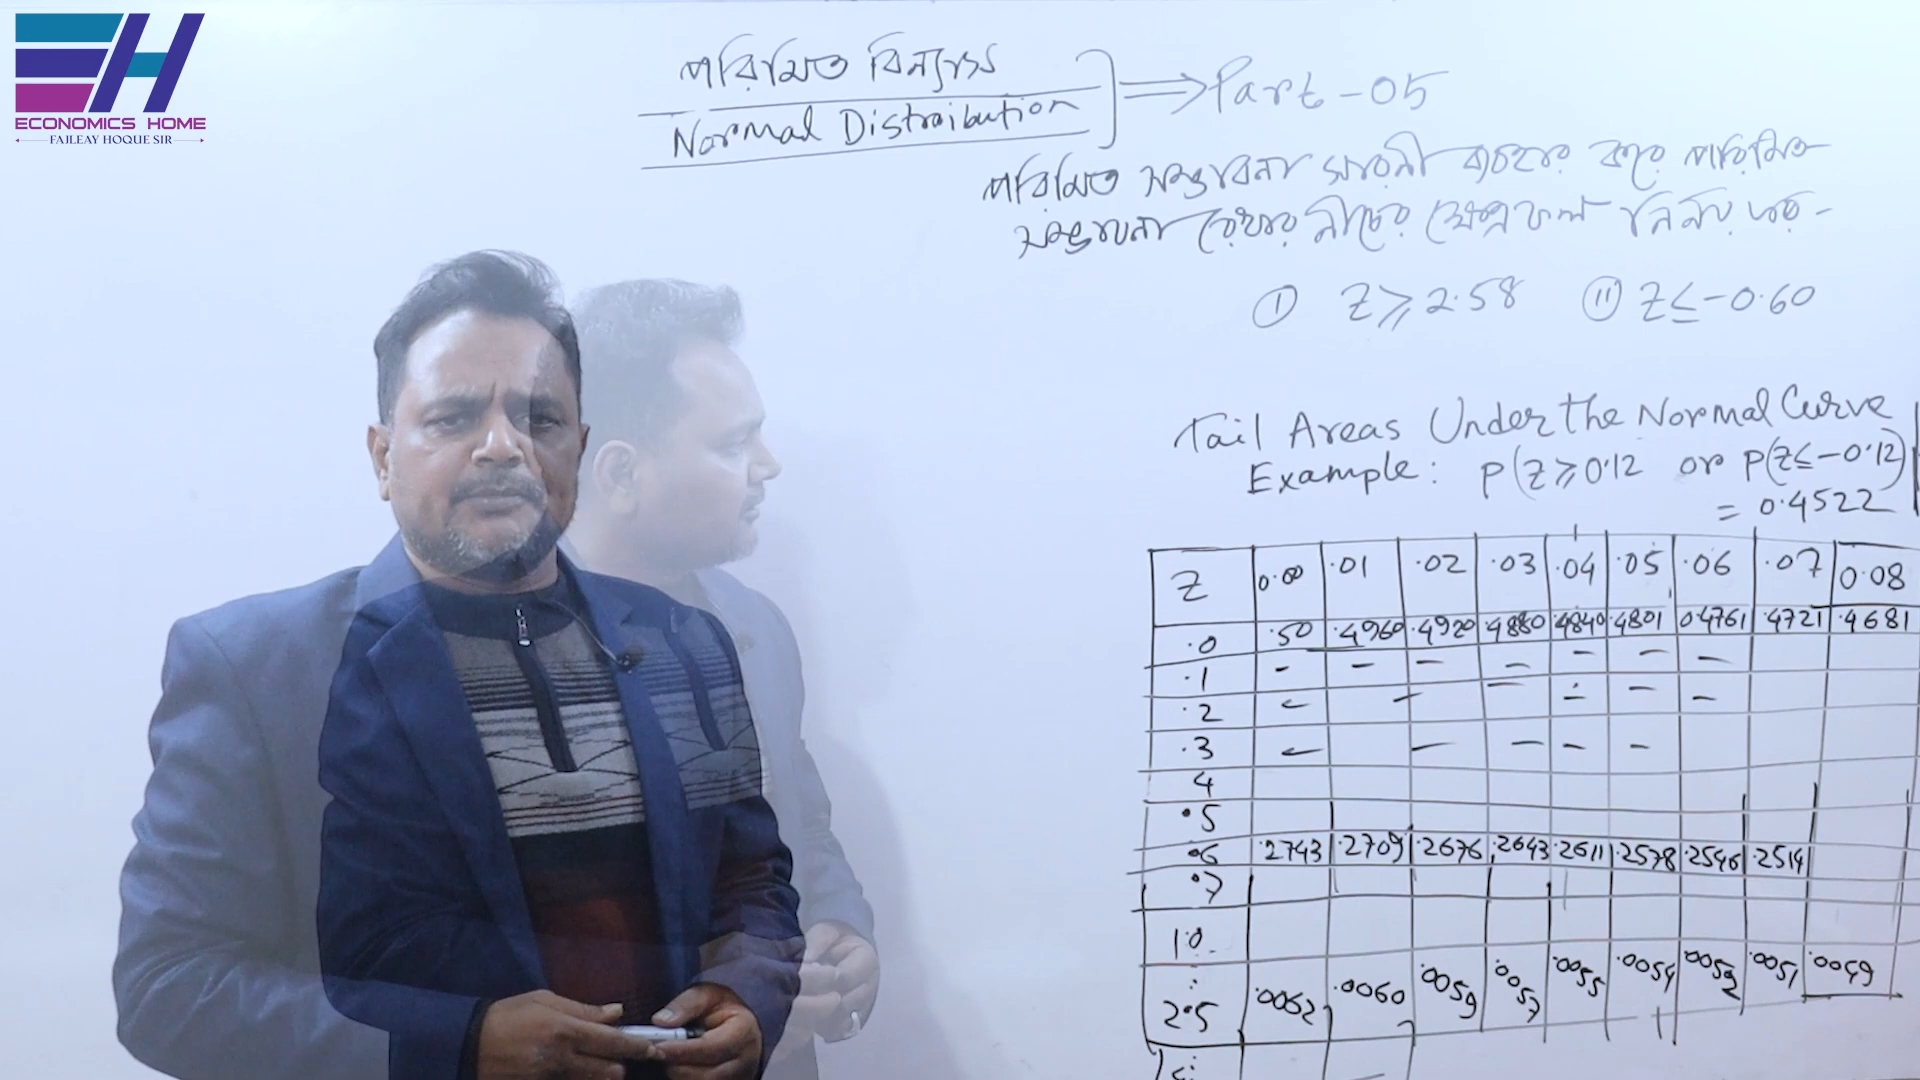 ECONOMICS HOME
FAJLEAY HOQUE SIR
পরিমিত বিন্যাস
Normal Distraibution
⇒ Part-05
পরিমিত সম্ভাবনা সারনী ব্যবহার করে পরিমিত
সম্ভাবনা রেখার নীচের ক্ষেত্রফল নির্নয় কর-
(i) Z ≥ 2.58 (ii) Z ≤ -0.60
Tail Areas Under the Normal Curve
Example: P(Z ≥ 0.12 or P(Z ≤ -0.12)
= 0.4522
Z 0.00 .01 .02 .03 .04 .05 .06 .07 0.08
.0 .50 .4960 .4920 .4880 .4840 .4801 0.4761 .4721 .4681
.1 - - - - - - -
.2 - - - - - -
.3 - - - - -
4
.5
.6 .2743 .2709 .2676 .2643 .2611 .2578 .2546 .2514
.7
1.0
:
2.5 .0062 .0060 .0059 .0057 .0055 .0054 .0052 .0051 .0049